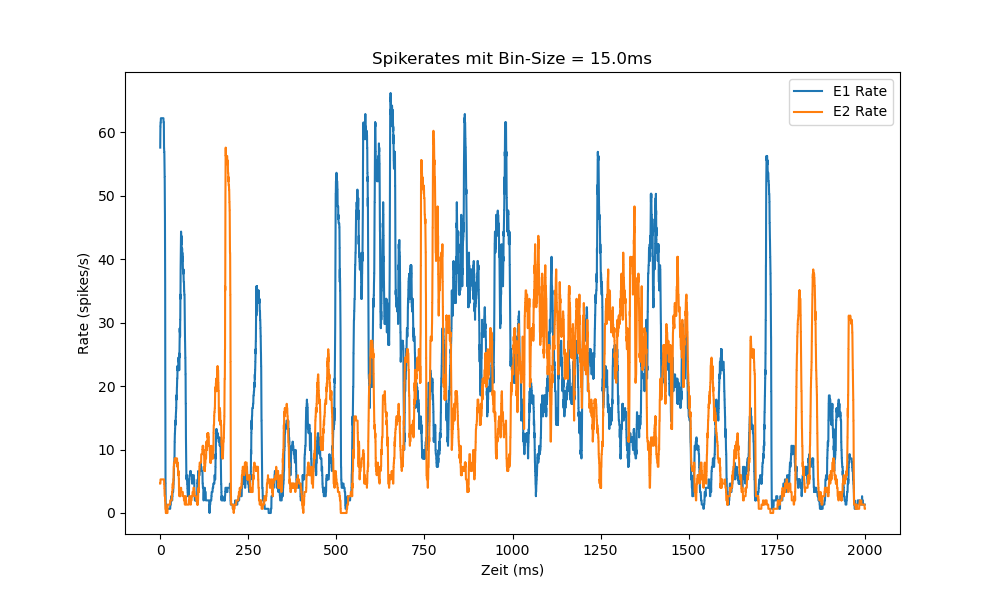 Spikerates mit Bin-Size = 15.0ms
E1 Rate
E2 Rate
Rate (spikes/s)
60
50
40
30
20
10
0
0 250 500 750 1000 1250 1500 1750 2000
Zeit (ms)